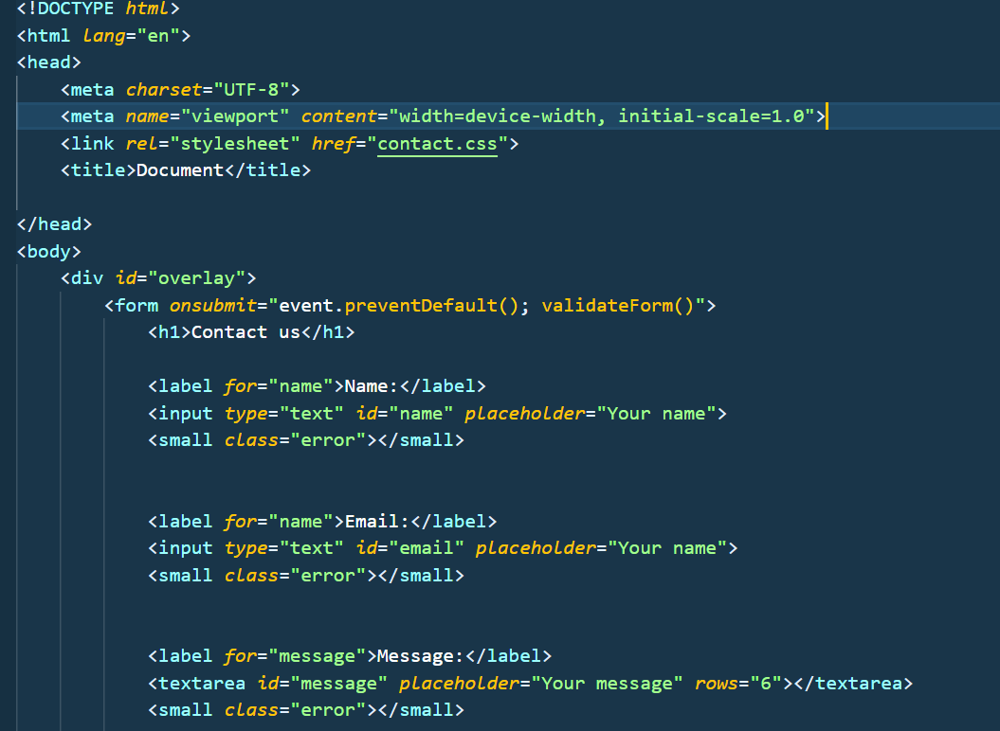 <!DOCTYPE html>
<html lang="en">
<head>
    <meta charset="UTF-8">
    <meta name="viewport" content="width=device-width, initial-scale=1.0">
    <link rel="stylesheet" href="contact.css">
    <title>Document</title>

</head>
<body>
    <div id="overlay">
        <form onsubmit="event.preventDefault(); validateForm()">
            <h1>Contact us</h1>

            <label for="name">Name:</label>
            <input type="text" id="name" placeholder="Your name">
            <small class="error"></small>


            <label for="name">Email:</label>
            <input type="text" id="email" placeholder="Your name">
            <small class="error"></small>


            <label for="message">Message:</label>
            <textarea id="message" placeholder="Your message" rows="6"></textarea>
            <small class="error"></small>